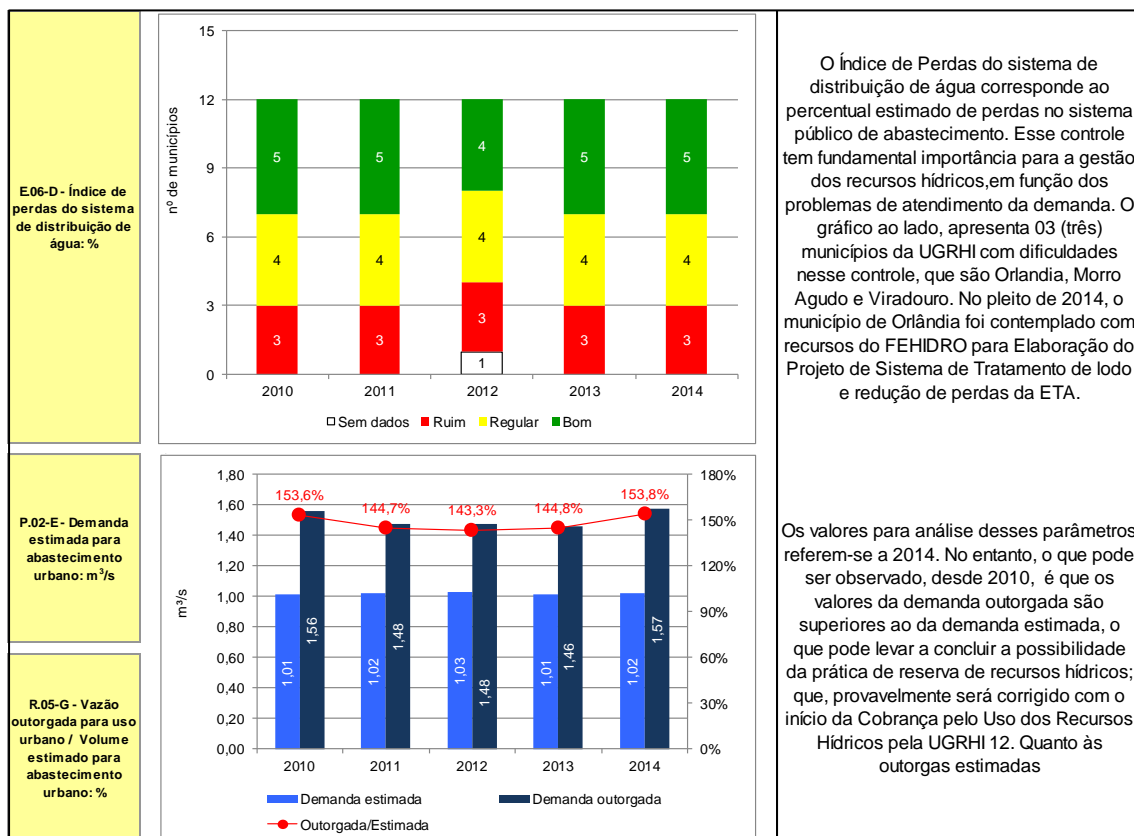 E.06-D - Índice de
perdas do sistema
de distribuição de
água: %
nº de municípios
15
12
9
6
3
0
5
5
4
5
5
4
4
4
4
4
3
3
3
3
3
1
2010
2011
2012
2013
2014
Sem dados
Ruim
Regular
Bom
O Índice de Perdas do sistema de
distribuição de água corresponde ao
percentual estimado de perdas no sistema
público de abastecimento. Esse controle
tem fundamental importância para a gestão
dos recursos hídricos,em função dos
problemas de atendimento da demanda. O
gráfico ao lado, apresenta 03 (três)
municípios da UGRHI com dificuldades
nesse controle, que são Orlandia, Morro
Agudo e Viradouro. No pleito de 2014, o
município de Orlândia foi contemplado com
recursos do FEHIDRO para Elaboração do
Projeto de Sistema de Tratamento de lodo
e redução de perdas da ETA.
P.02-E - Demanda
estimada para
abastecimento
urbano: m³/s
R.05-G - Vazão
outorgada para uso
urbano / Volume
estimado para
abastecimento
urbano: %
m³/s
1,80
1,60
1,40
1,20
1,00
0,80
0,60
0,40
0,20
0,00
153,6%
144,7%
143,3%
144,8%
153,8%
1,01
1,56
1,02
1,48
1,03
1,48
1,01
1,46
1,02
1,57
180%
150%
120%
90%
60%
30%
0%
2010
2011
2012
2013
2014
Demanda estimada
Demanda outorgada
Outorgada/Estimada
Os valores para análise desses parâmetros
referem-se a 2014. No entanto, o que pode
ser observado, desde 2010, é que os
valores da demanda outorgada são
superiores ao da demanda estimada, o
que pode levar a concluir a possibilidade
da prática de reserva de recursos hídricos;
que, provavelmente será corrigido com o
início da Cobrança pelo Uso dos Recursos
Hídricos pela UGRHI 12. Quanto às
outorgas estimadas